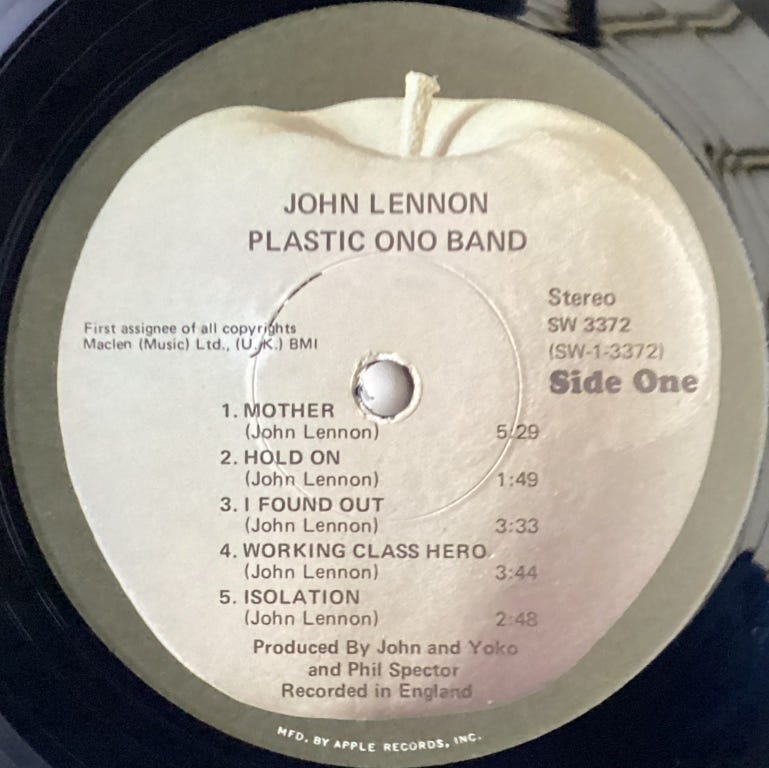 JOHN LENNON
PLASTIC ONO BAND
First assignee of all copyrights
Maclen (Music) Ltd., (U.K.) BMI
Stereo
SW 3372
(SW-1-3372)
Side One
1. MOTHER
(John Lennon) 5:29
2. HOLD ON
(John Lennon) 1:49
3. I FOUND OUT
(John Lennon) 3:33
4. WORKING CLASS HERO
(John Lennon) 3:44
5. ISOLATION
(John Lennon) 2:48
Produced By John and Yoko
and Phil Spector
Recorded in England
MFD. BY APPLE RECORDS, INC.